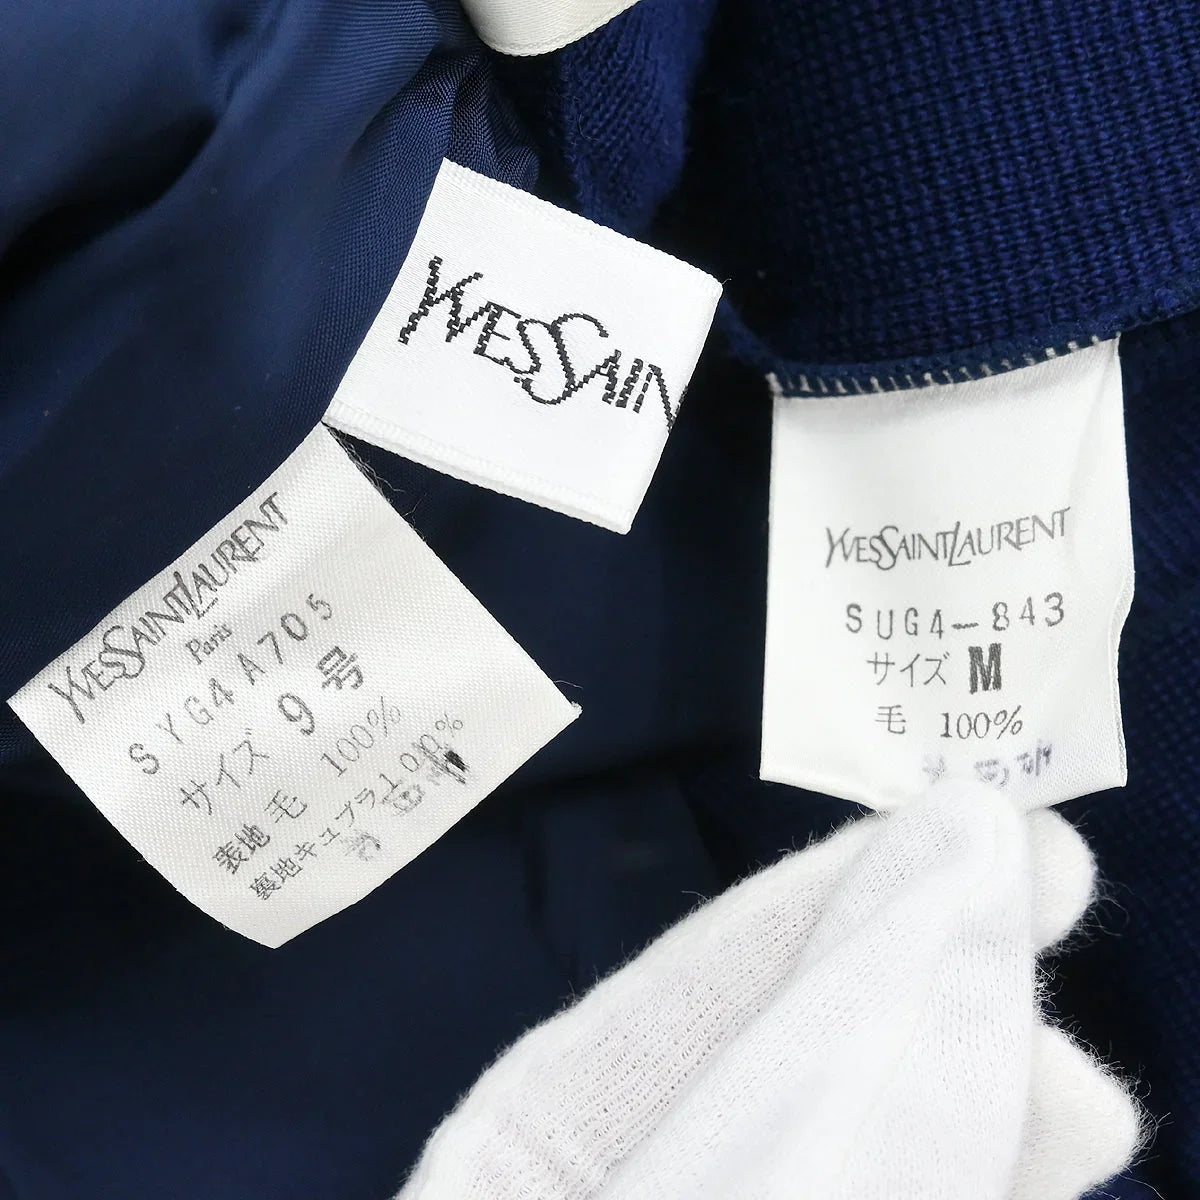 YVESSAIN
YVESSAINTLAURENT
Paris
SYG4A705
サイズ 9号
表地 毛 100%
裏地キュプラ100%
YVESSAINTLAURENT
SUG4-843
サイズ M
毛 100%